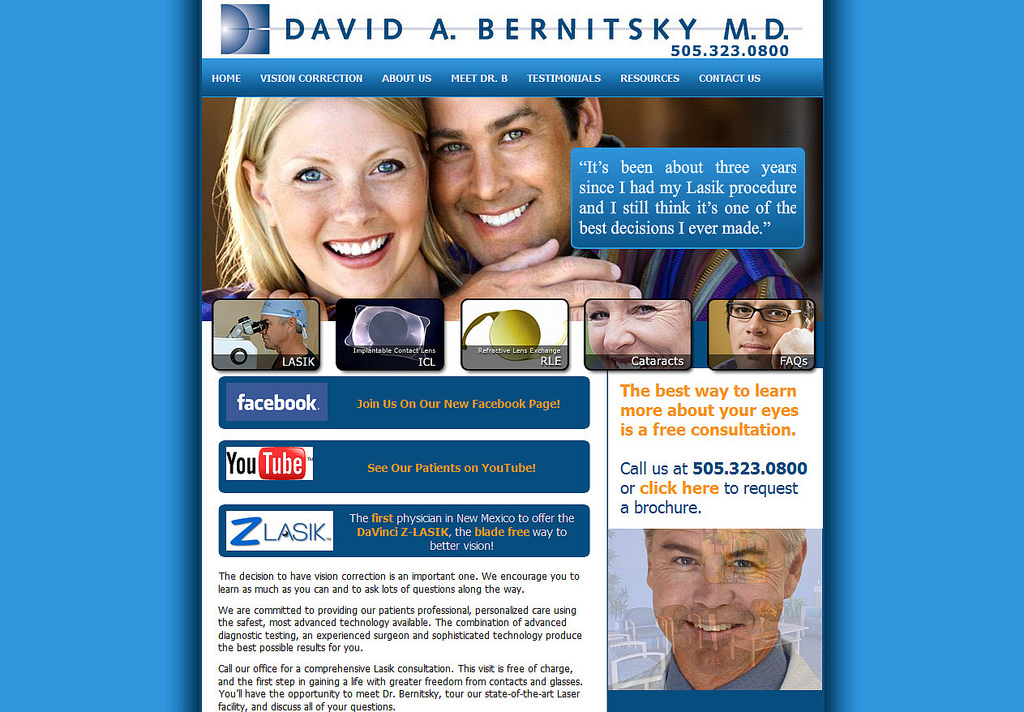 DAVID A. BERNITSKY M.D.
505.323.0800
HOME VISION CORRECTION ABOUT US MEET DR. B TESTIMONIALS RESOURCES CONTACT US
“It’s been about three years
since I had my Lasik procedure
and I still think it’s one of the
best decisions I ever made.”
LASIK
Implantable Contact Lens
ICL
Refractive Lens Exchange
RLE
Cataracts
FAQs
facebook.
Join Us On Our New Facebook Page!
YouTube™
See Our Patients on YouTube!
Z LASIK™
The first physician in New Mexico to offer the
DaVinci Z-LASIK, the blade free way to
better vision!
The decision to have vision correction is an important one. We encourage you to
learn as much as you can and to ask lots of questions along the way.
We are committed to providing our patients professional, personalized care using
the safest, most advanced technology available. The combination of advanced
diagnostic testing, an experienced surgeon and sophisticated technology produce
the best possible results for you.
Call our office for a comprehensive Lasik consultation. This visit is free of charge,
and the first step in gaining a life with greater freedom from contacts and glasses.
You’ll have the opportunity to meet Dr. Bernitsky, tour our state-of-the-art Laser
facility, and discuss all of your questions.
The best way to learn
more about your eyes
is a free consultation.
Call us at 505.323.0800
or click here to request
a brochure.